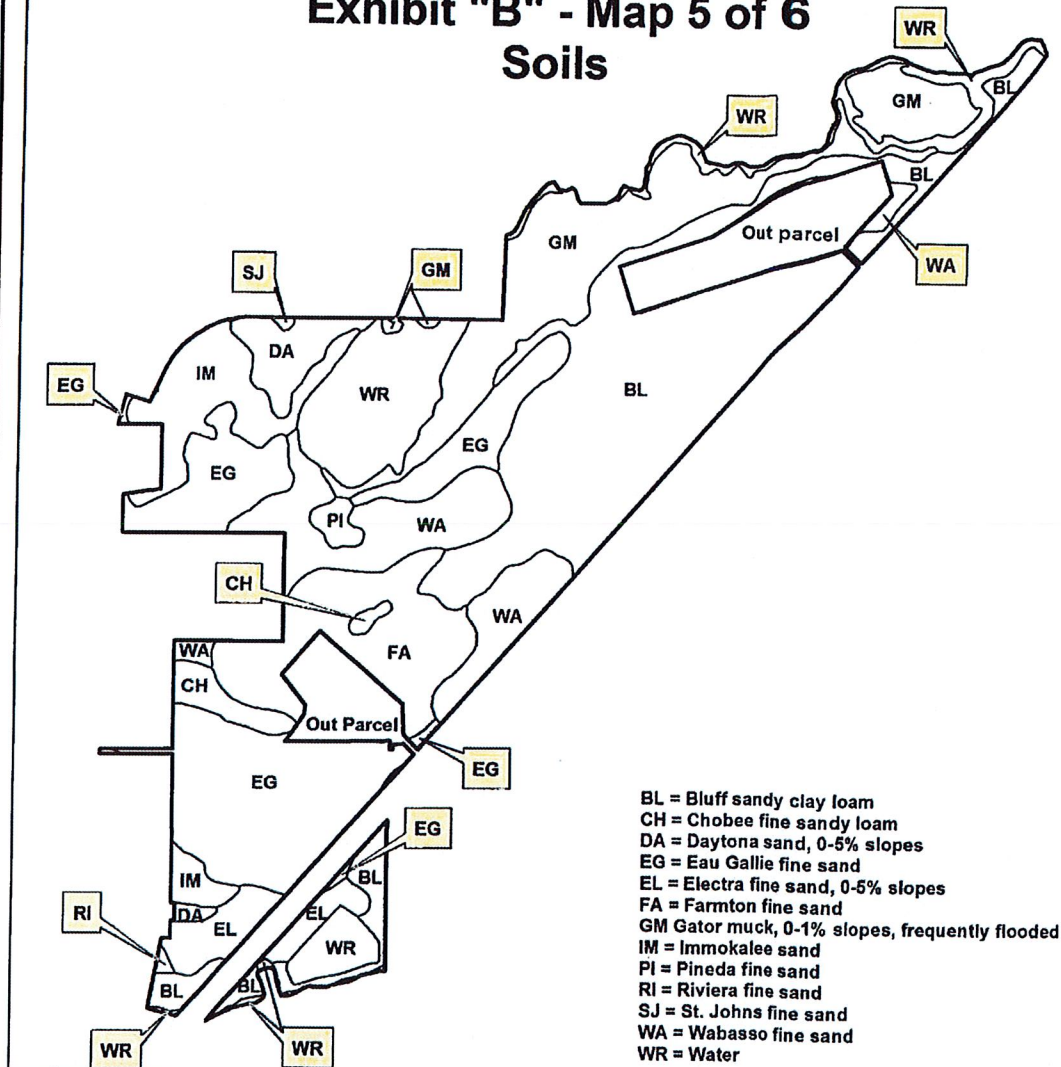 Exhibit "B" - Map 5 of 6
Soils
WR
BL
GM
WR
BL
GM
Out parcel
WA
SJ
GM
DA
IM
WR
EG
BL
EG
EG
PI
WA
CH
WA
FA
WA
CH
Out Parcel
EG
EG
EG
BL
IM
RI
DA
EL
EL
WR
BL
BL
WR
WR
BL = Bluff sandy clay loam
CH = Chobee fine sandy loam
DA = Daytona sand, 0-5% slopes
EG = Eau Gallie fine sand
EL = Electra fine sand, 0-5% slopes
FA = Farmton fine sand
GM Gator muck, 0-1% slopes, frequently flooded
IM = Immokalee sand
PI = Pineda fine sand
RI = Riviera fine sand
SJ = St. Johns fine sand
WA = Wabasso fine sand
WR = Water